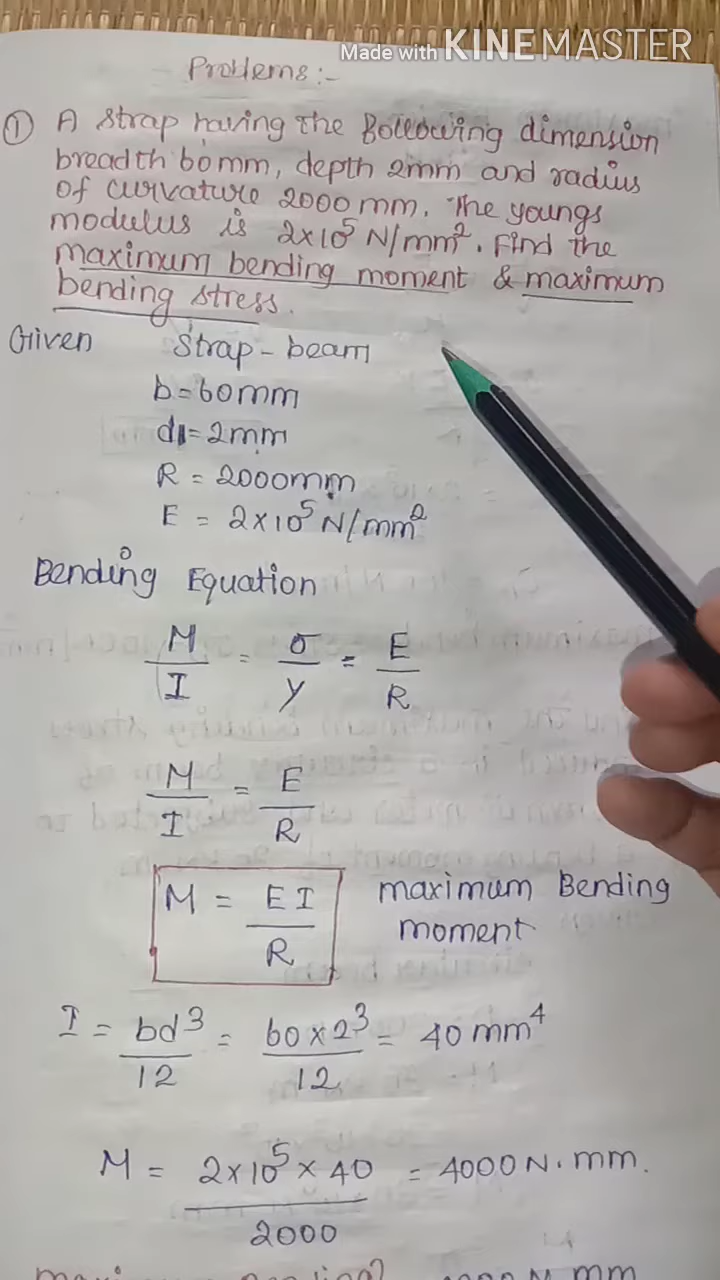 Made with KINEMASTER
Problems:-
① A strap having the following dimension
breadth 60mm, depth 2mm and radius
of curvature 2000 mm. The youngs
modulus is 2×10⁵ N/mm². Find the
maximum bending moment & maximum
bending stress.
Given Strap-beam
b=60mm
d=2mm
R = 2000mm
E = 2×10⁵ N/mm²
Bending Equation
M/I = σ/y = E/R
M/I = E/R
M = EI/R maximum Bending
moment
I = bd³/12 = 60×2³/12 = 40 mm⁴
M = 2×10⁵×40/2000 = 4000N.mm.